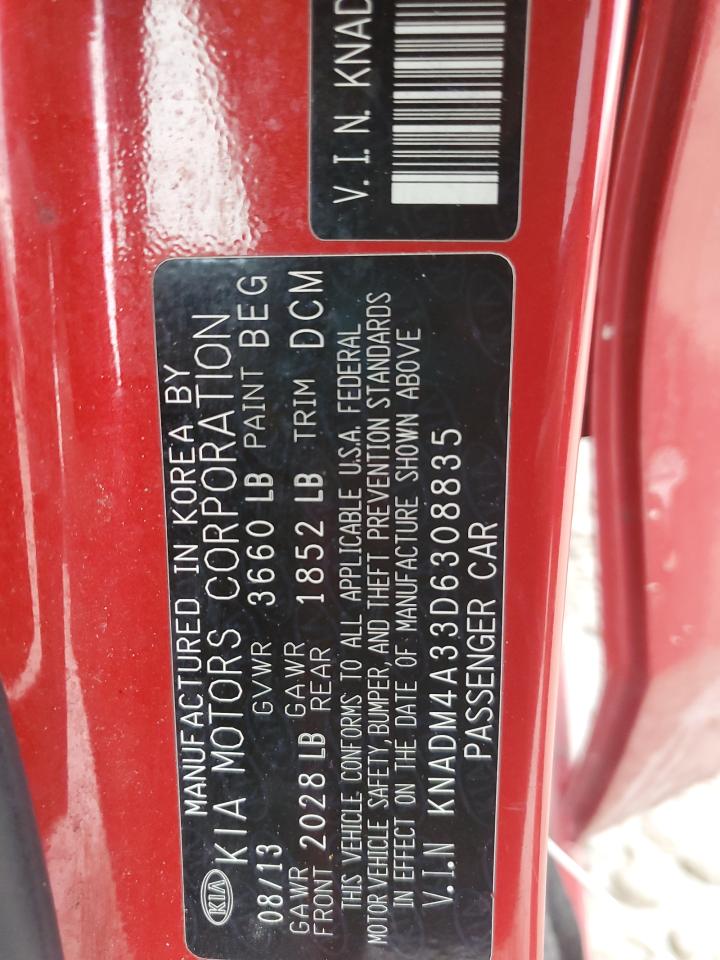 MANUFACTURED IN KOREA BY
KIA KIA MOTORS CORPORATION
08/13 GVWR 3660 LB PAINT BEG
GAWR FRONT 2028 LB GAWR REAR 1852 LB TRIM DCM
THIS VEHICLE CONFORMS TO ALL APPLICABLE U.S.A. FEDERAL
MOTOR VEHICLE SAFETY, BUMPER, AND THEFT PREVENTION STANDARDS
IN EFFECT ON THE DATE OF MANUFACTURE SHOWN ABOVE
V.I.N KNADM4A33D6308835
PASSENGER CAR
V.I.N. KNAD